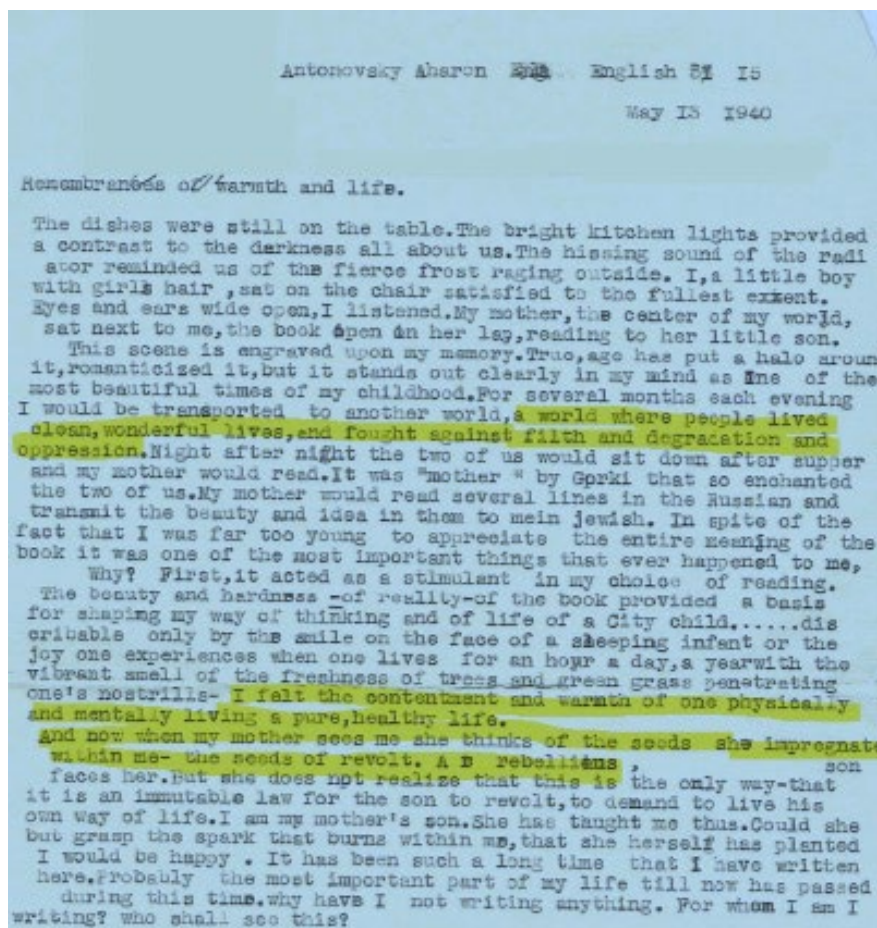 Antonovsky Aharon English 81 15
May 13 1940
Remembrances of warmth and life.
The dishes were still on the table.The bright kitchen lights provided
a contrast to the darkness all about us.The hissing sound of the radi
ator reminded us of the fierce frost raging outside. I,a little boy
with girls hair ,sat on the chair satisfied to the fullest exent.
Eyes and ears wide open,I listened.My mother,the center of my world,
sat next to me,the book open on her lap,reading to her little son.
This scene is engraved upon my memory.True,age has put a halo aroun
it,romanticized it,but it stands out clearly in my mind as one of the
most beautiful times of my childhood.For several months each evening
I would be transported to another world,a world where people lived
clean,wonderful lives,and fought against filth and degracation and
oppression.Night after night the two of us would sit down after supper
and my mother would read.It was "mother " by Gorki that so enchanted
the two of us.My mother would read several lines in the Russian and
transmit the beauty and idea in them to mein jewish. In spite of the
fact that I was far too young to appreciate the entire meaning of the
book it was one of the most important things that ever happened to me,
Why? First,it acted as a stimulant in my choice of reading.
The beauty and hardness -of reality-of the book provided a basis
for shaping my way of thinking and of life of a City child......dis
cribable only by the smile on the face of a sleeping infant or the
joy one experiences when one lives for an hour a day,a yearwith the
vibrant smell of the freshness of trees and green grass penetrating
one's nostrills- I felt the contentment and warmth of one physically
and mentally living a pure,healthy life.
And now when my mother sees me she thinks of the seeds she impregnate
within me- the seeds of revolt. A rebellious , son
faces her.But she does not realize that this is the only way-that
it is an immutable law for the son to revolt,to demand to live his
own way of life.I am my mother's son.She has taught me thus.Could she
but grasp the spark that burns within me,that she herself has planted
I would be happy . It has been such a long time that I have written
here.Probably the most important part of my life till now has passed
during this time.why have I not writing anything. For whom I am I
writing? who shall see this?